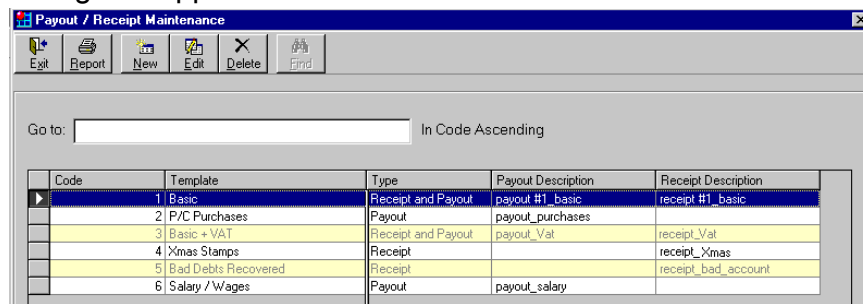 Payout / Receipt Maintenance
Exit Report New Edit Delete Find
Go to: In Code Ascending
Code Template Type Payout Description Receipt Description
1 Basic Receipt and Payout payout #1_basic receipt #1_basic
2 P/C Purchases Payout payout_purchases
3 Basic + VAT Receipt and Payout payout_Vat receipt_Vat
4 Xmas Stamps Receipt receipt_Xmas
5 Bad Debts Recovered Receipt receipt_bad_account
6 Salary / Wages Payout payout_salary